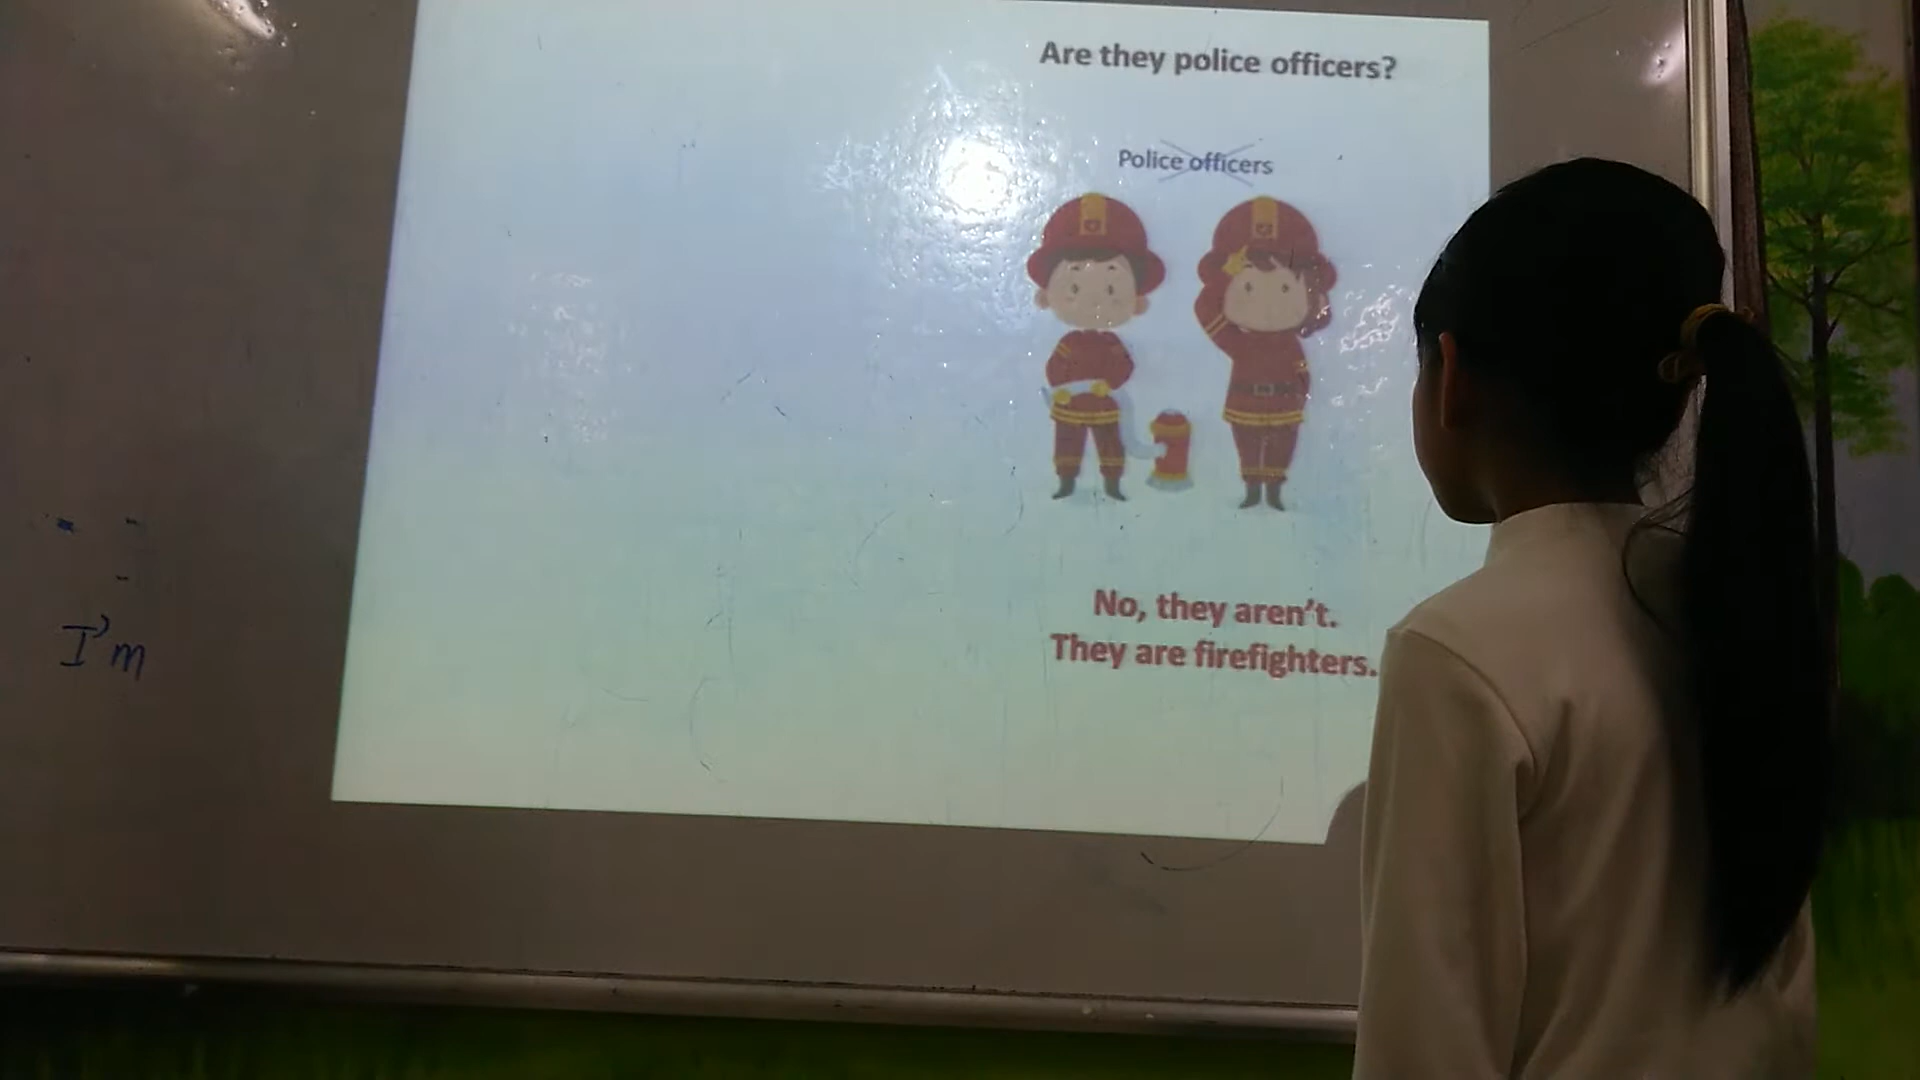 Are they police officers?
Police officers
No, they aren't.
They are firefighters.
I'm